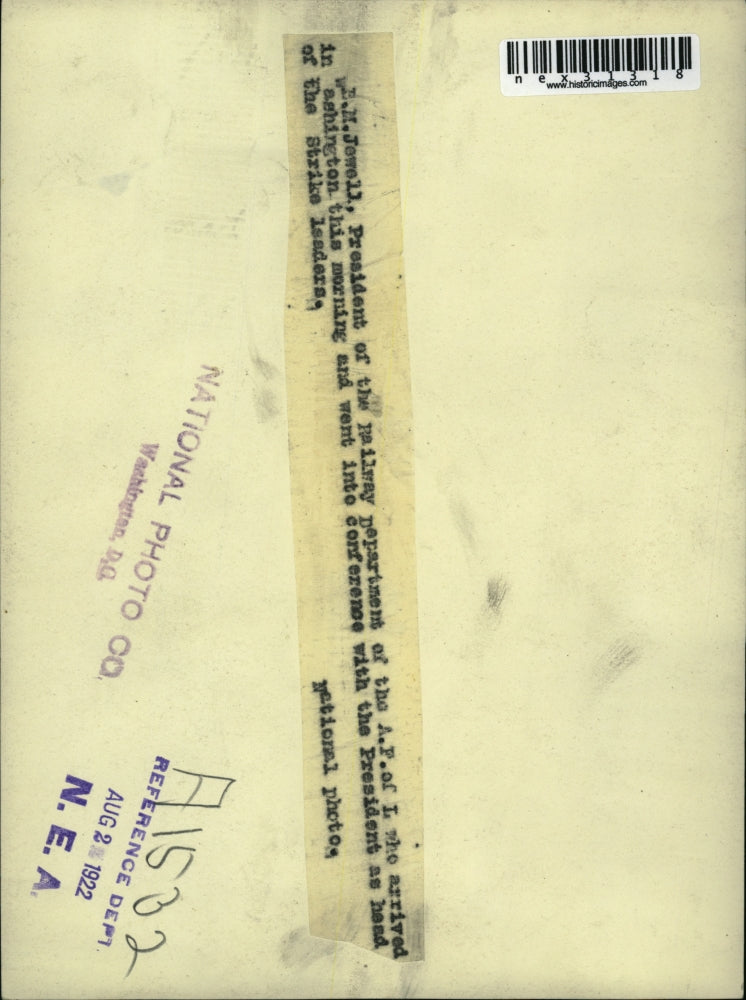 nex31318
www.historicimages.com
B.M.Jewell, President of the Railway Department of the A.F.of L who arrived
in Washington this morning and went into conference with the President as head
of the Strike leaders.
National photo.
NATIONAL PHOTO CO.
Washington, D.C.
A1532
REFERENCE DEPT.
AUG 2 1922
N. E. A.